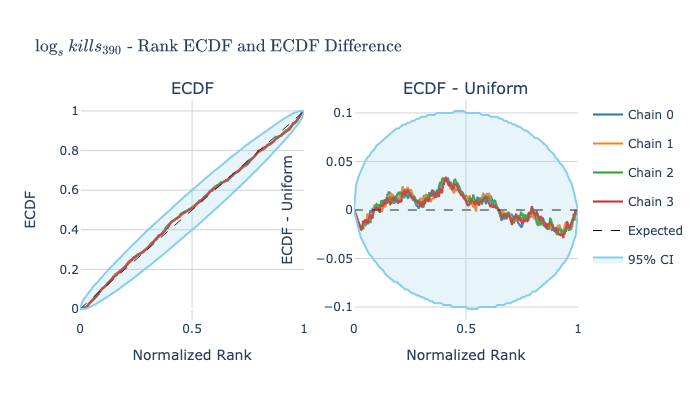 log_s kills_390 - Rank ECDF and ECDF Difference
ECDF
ECDF
1
0.8
0.6
0.4
0.2
0
0 0.5 1
Normalized Rank
ECDF - Uniform
ECDF - Uniform
0.1
0.05
0
−0.05
−0.1
0 0.5 1
Normalized Rank
Chain 0
Chain 1
Chain 2
Chain 3
Expected
95% CI